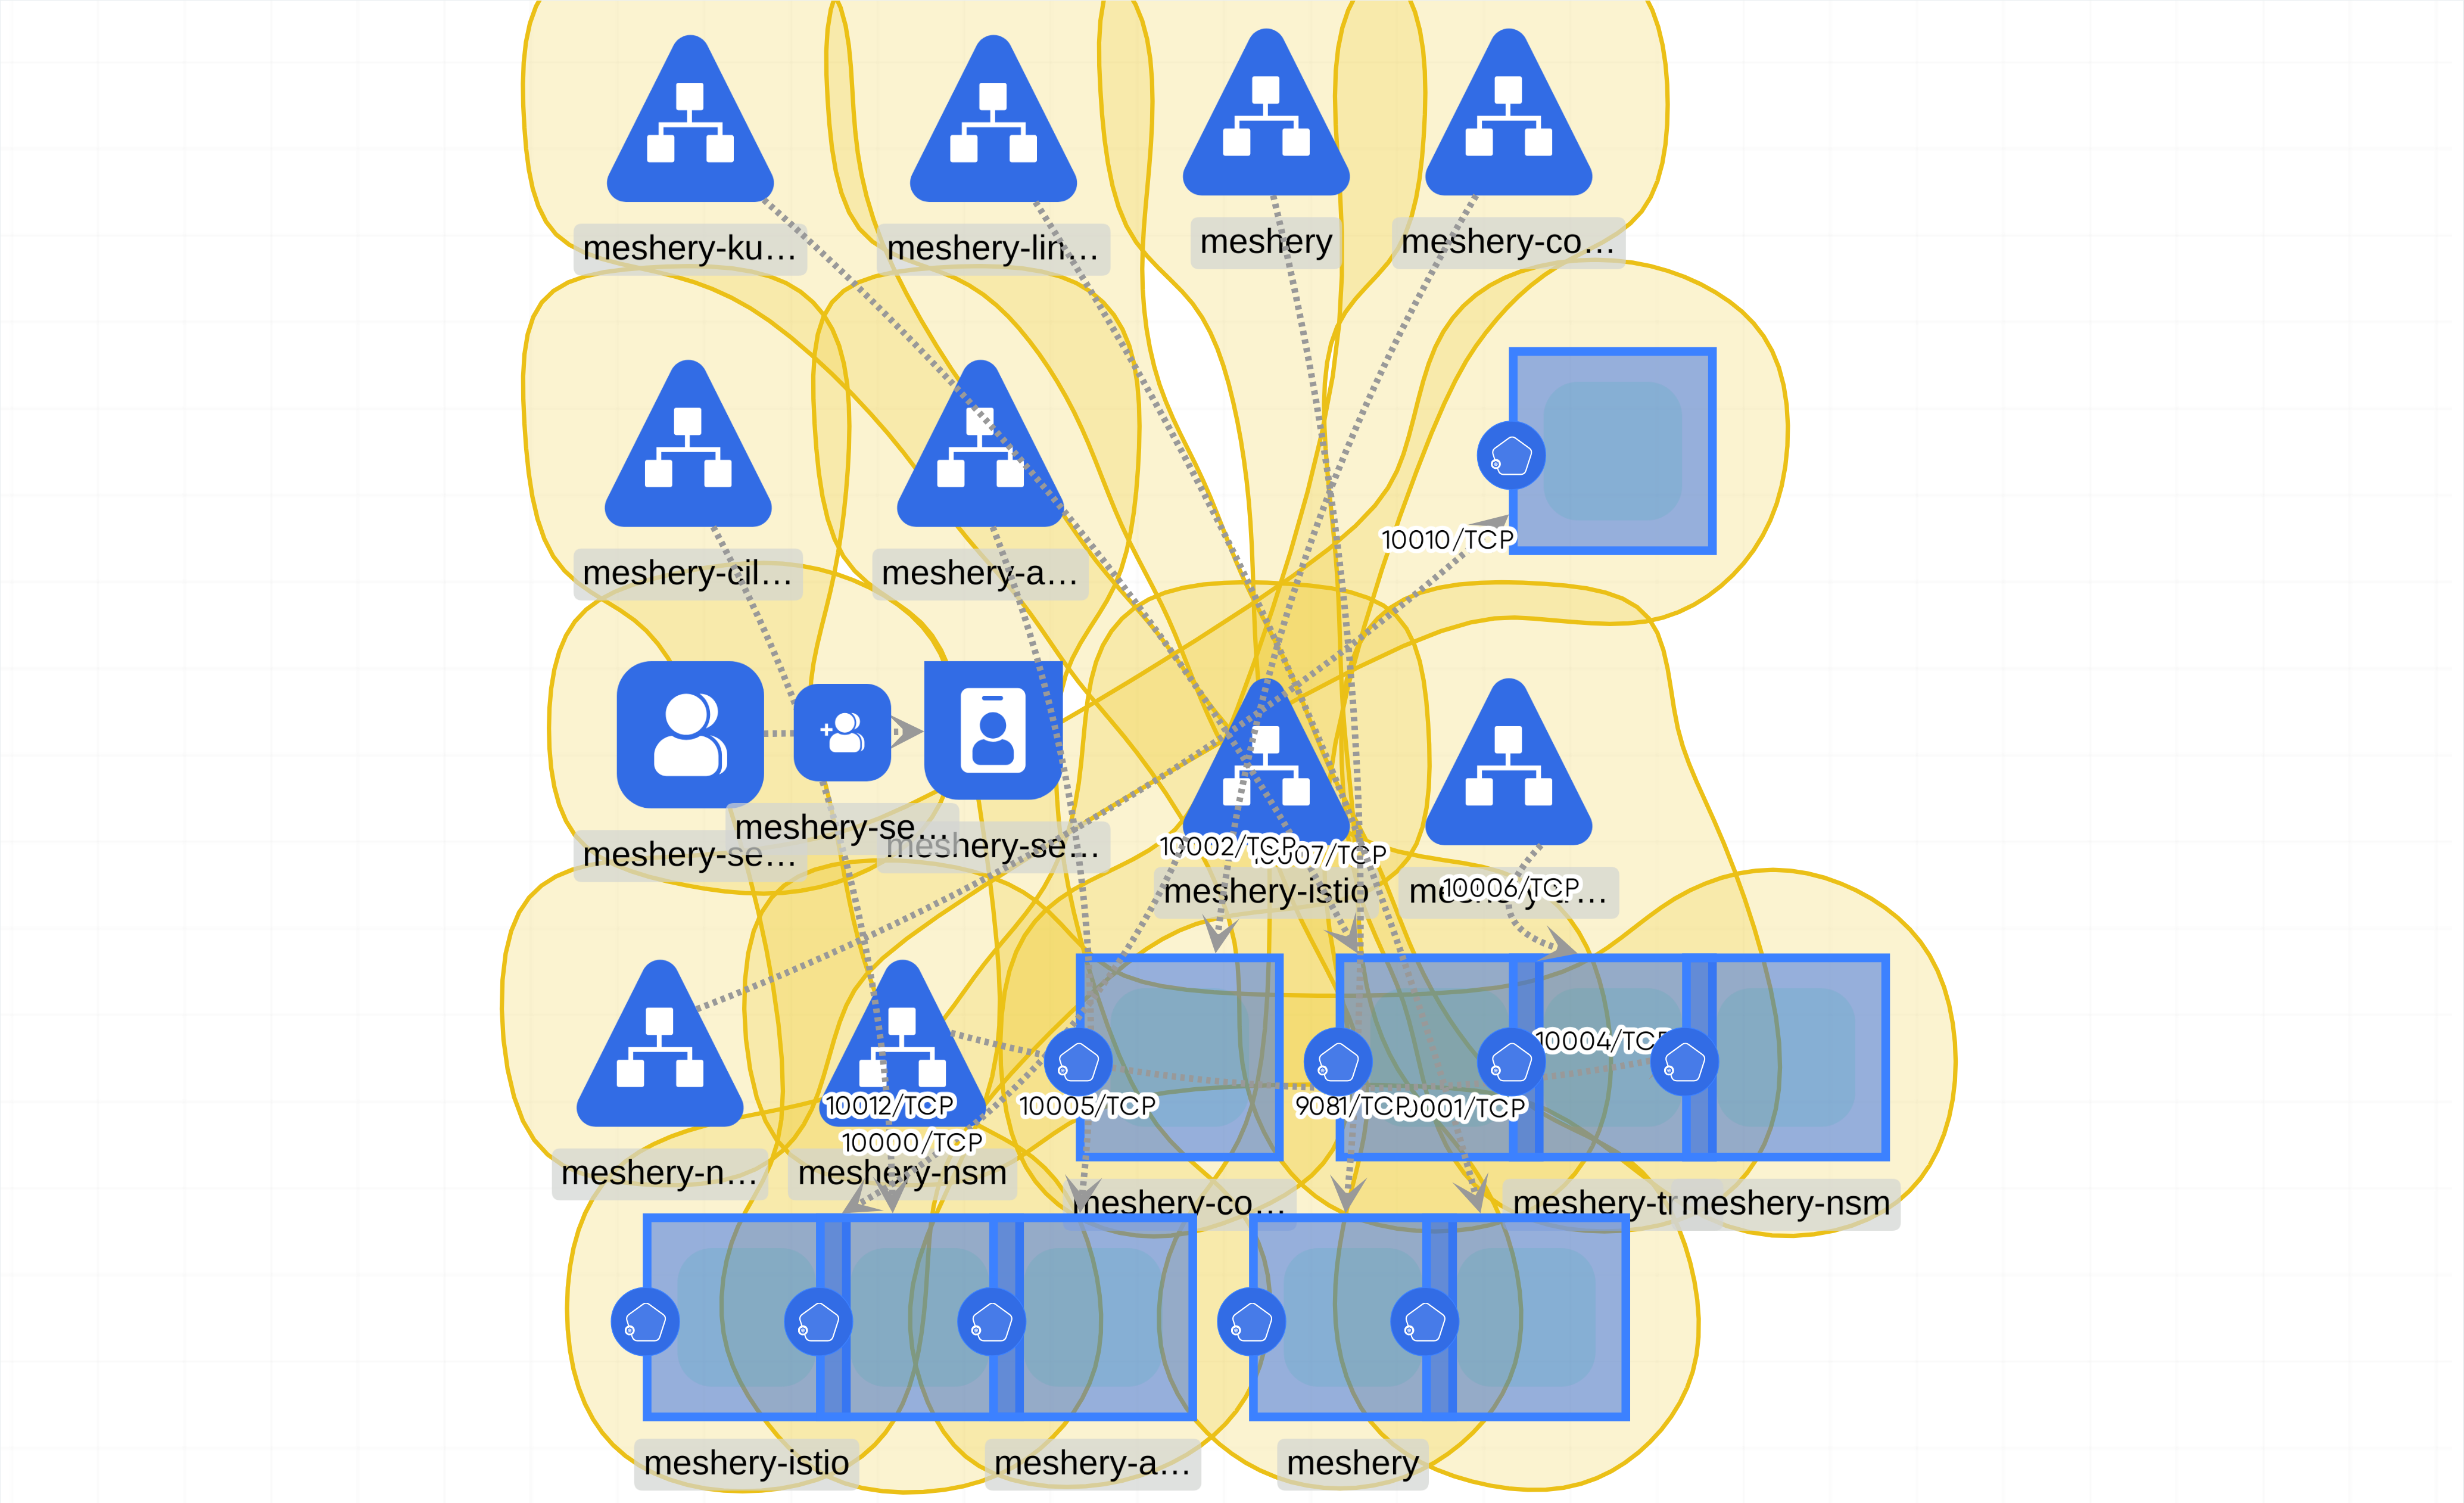 meshery-ku...
meshery-lin...
meshery
meshery-co...
meshery-cil...
meshery-a...
10010/TCP
meshery-se...
meshery-se...
meshery-se...
10002/TCP
10007/TCP
meshery-istio
10006/TCP
10004/TCP
10012/TCP
10005/TCP
9081/TCP
0001/TCP
10000/TCP
meshery-n...
meshery-nsm
meshery-co...
meshery-tr
meshery-nsm
meshery-istio
meshery-a...
meshery